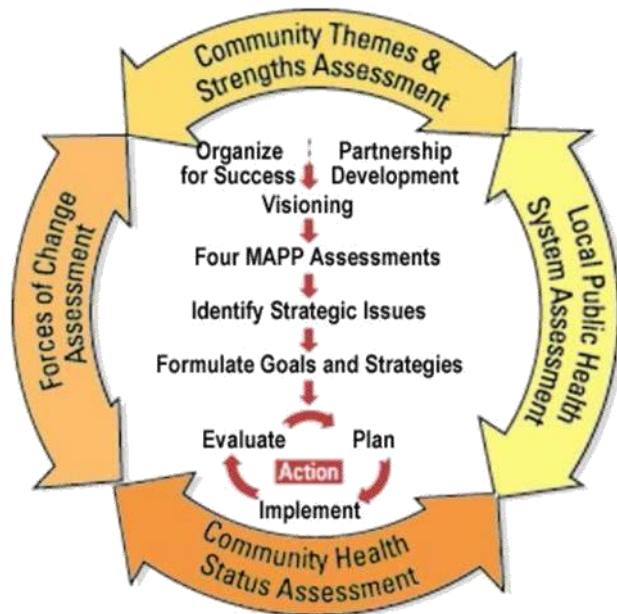 Community Themes &
Strengths Assessment
Organize
for Success
Partnership
Development
Visioning
Four MAPP Assessments
Identify Strategic Issues
Formulate Goals and Strategies
Evaluate
Plan
Action
Implement
Forces of Change
Assessment
Local Public Health
System Assessment
Community Health
Status Assessment